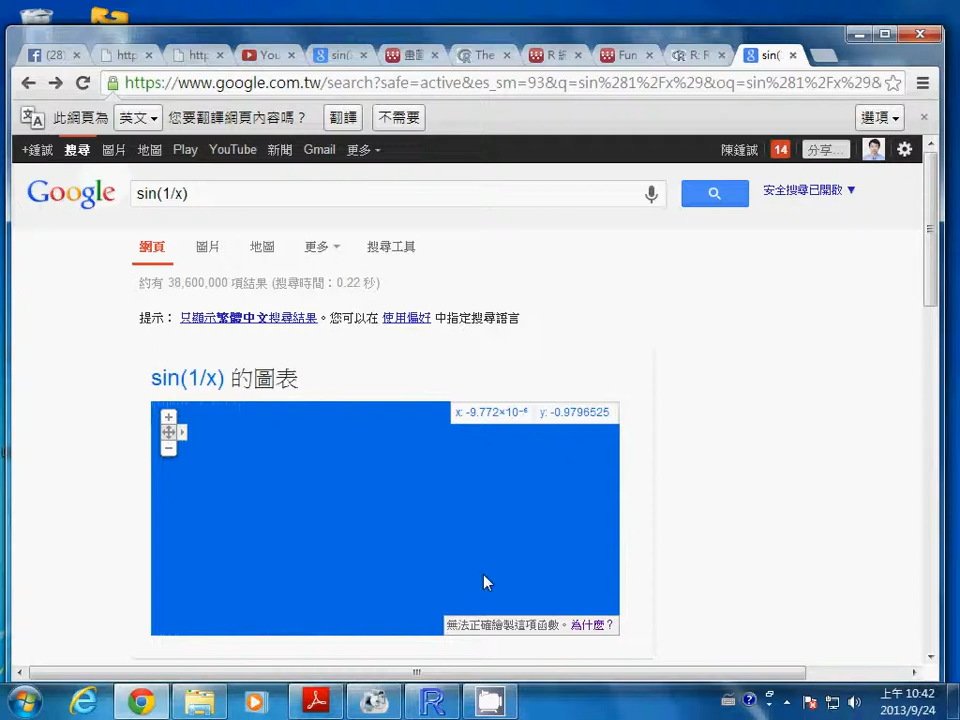 (28)
http
http
You
sin(
畫圖
The
R
Fun
R: R
sin(
https://www.google.com.tw/search?safe=active&es_sm=93&q=sin%281%2Fx%29&oq=sin%281%2Fx%29&
此網頁為 英文 您要翻譯網頁內容嗎？ 翻譯 不需要 選項
+鍾誠 搜尋 圖片 地圖 Play YouTube 新聞 Gmail 更多 陳鍾誠 14 分享...
Google sin(1/x) 安全搜尋已開啟
網頁 圖片 地圖 更多 搜尋工具
約有 38,600,000 項結果 (搜尋時間：0.22 秒)
提示： 只顯示繁體中文搜尋結果。您可以在 使用偏好 中指定搜尋語言
sin(1/x) 的圖表
x: -9.772×10⁻⁶ y: -0.9796525
無法正確繪製這項函數。為什麼？
上午 10:42
2013/9/24